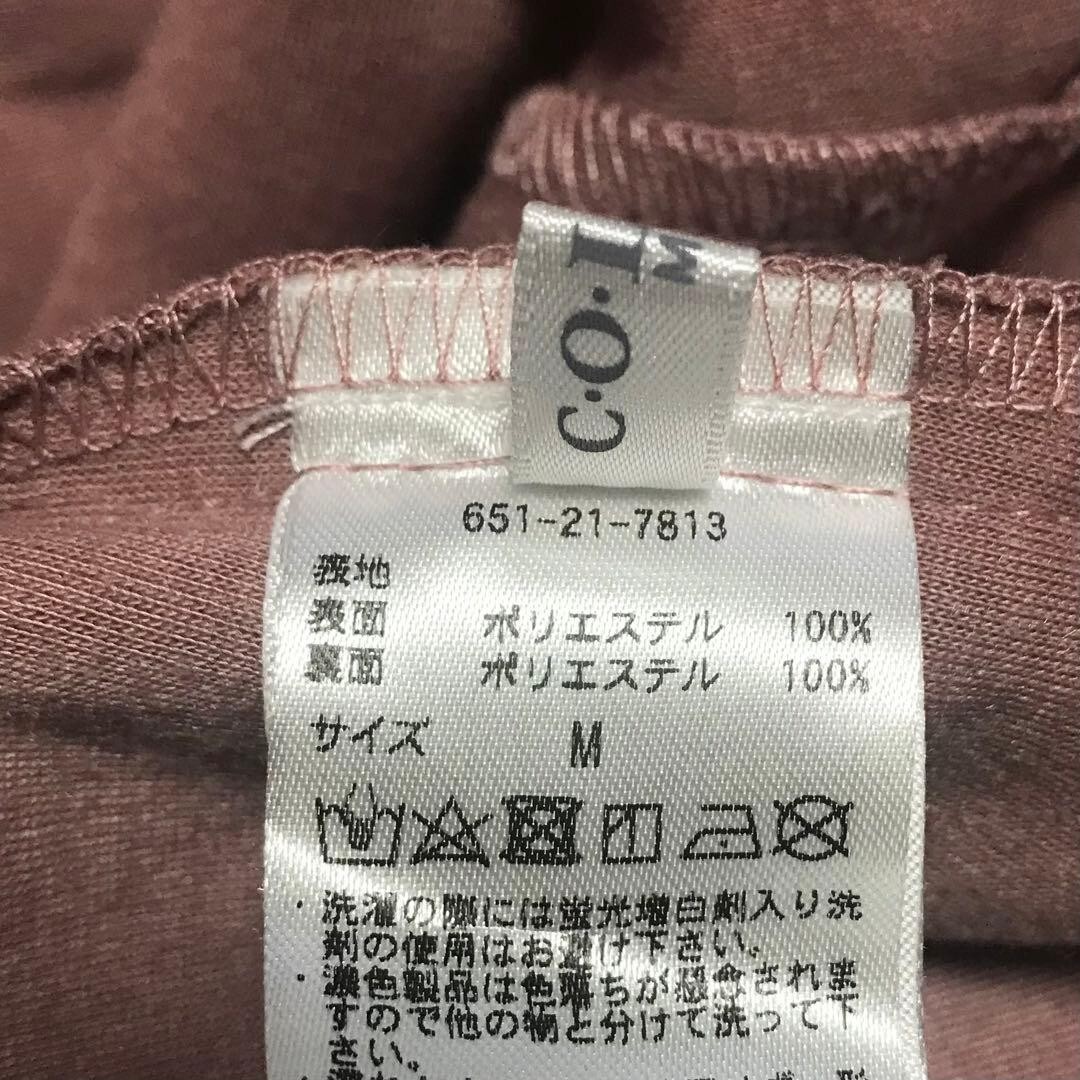 C・O・L
M
651-21-7813
表地
表面 ポリエステル 100%
裏面 ポリエステル 100%
サイズ M
・洗濯の際には蛍光増白剤入り洗
剤の使用はお避け下さい。
・濃色製品は色落ちが懸念されま
すので他の物と分けて洗って下
さい。